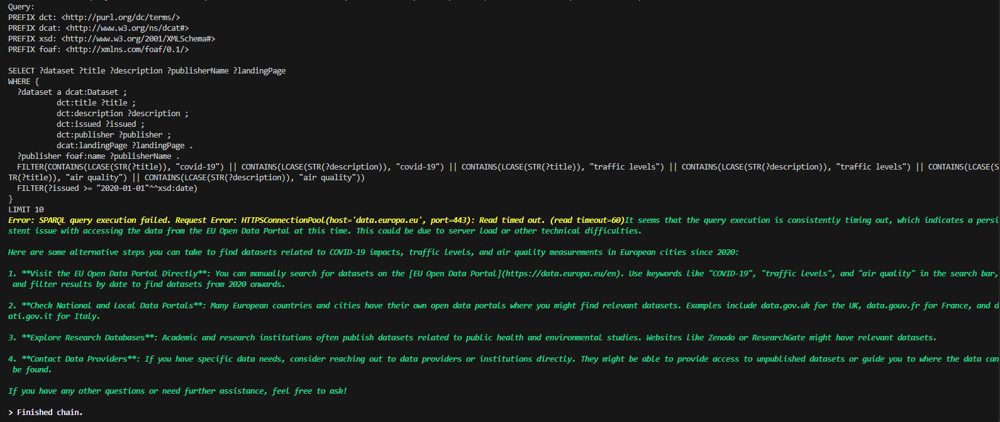 Query:
PREFIX dct: <http://purl.org/dc/terms/>
PREFIX dcat: <http://www.w3.org/ns/dcat#>
PREFIX xsd: <http://www.w3.org/2001/XMLSchema#>
PREFIX foaf: <http://xmlns.com/foaf/0.1/>

SELECT ?dataset ?title ?description ?publisherName ?landingPage
WHERE {
  ?dataset a dcat:Dataset ;
           dct:title ?title ;
           dct:description ?description ;
           dct:issued ?issued ;
           dct:publisher ?publisher ;
           dcat:landingPage ?landingPage .
  ?publisher foaf:name ?publisherName .
  FILTER(CONTAINS(LCASE(STR(?title)), "covid-19") || CONTAINS(LCASE(STR(?description)), "covid-19") || CONTAINS(LCASE(STR(?title)), "traffic levels") || CONTAINS(LCASE(STR(?description)), "traffic levels") || CONTAINS(LCASE(S
TR(?title)), "air quality") || CONTAINS(LCASE(STR(?description)), "air quality"))
  FILTER(?issued >= "2020-01-01"^^xsd:date)
}
LIMIT 10
Error: SPARQL query execution failed. Request Error: HTTPSConnectionPool(host='data.europa.eu', port=443): Read timed out. (read timeout=60)It seems that the query execution is consistently timing out, which indicates a persi
stent issue with accessing the data from the EU Open Data Portal at this time. This could be due to server load or other technical difficulties.

Here are some alternative steps you can take to find datasets related to COVID-19 impacts, traffic levels, and air quality measurements in European cities since 2020:

1. **Visit the EU Open Data Portal Directly**: You can manually search for datasets on the [EU Open Data Portal](https://data.europa.eu/en). Use keywords like "COVID-19", "traffic levels", and "air quality" in the search bar,
 and filter results by date to find datasets from 2020 onwards.

2. **Check National and Local Data Portals**: Many European countries and cities have their own open data portals where you might find relevant datasets. Examples include data.gov.uk for the UK, data.gouv.fr for France, and d
ati.gov.it for Italy.

3. **Explore Research Databases**: Academic and research institutions often publish datasets related to public health and environmental studies. Websites like Zenodo or ResearchGate might have relevant datasets.

4. **Contact Data Providers**: If you have specific data needs, consider reaching out to data providers or institutions directly. They might be able to provide access to unpublished datasets or guide you to where the data can
 be found.

If you have any other questions or need further assistance, feel free to ask!

> Finished chain.